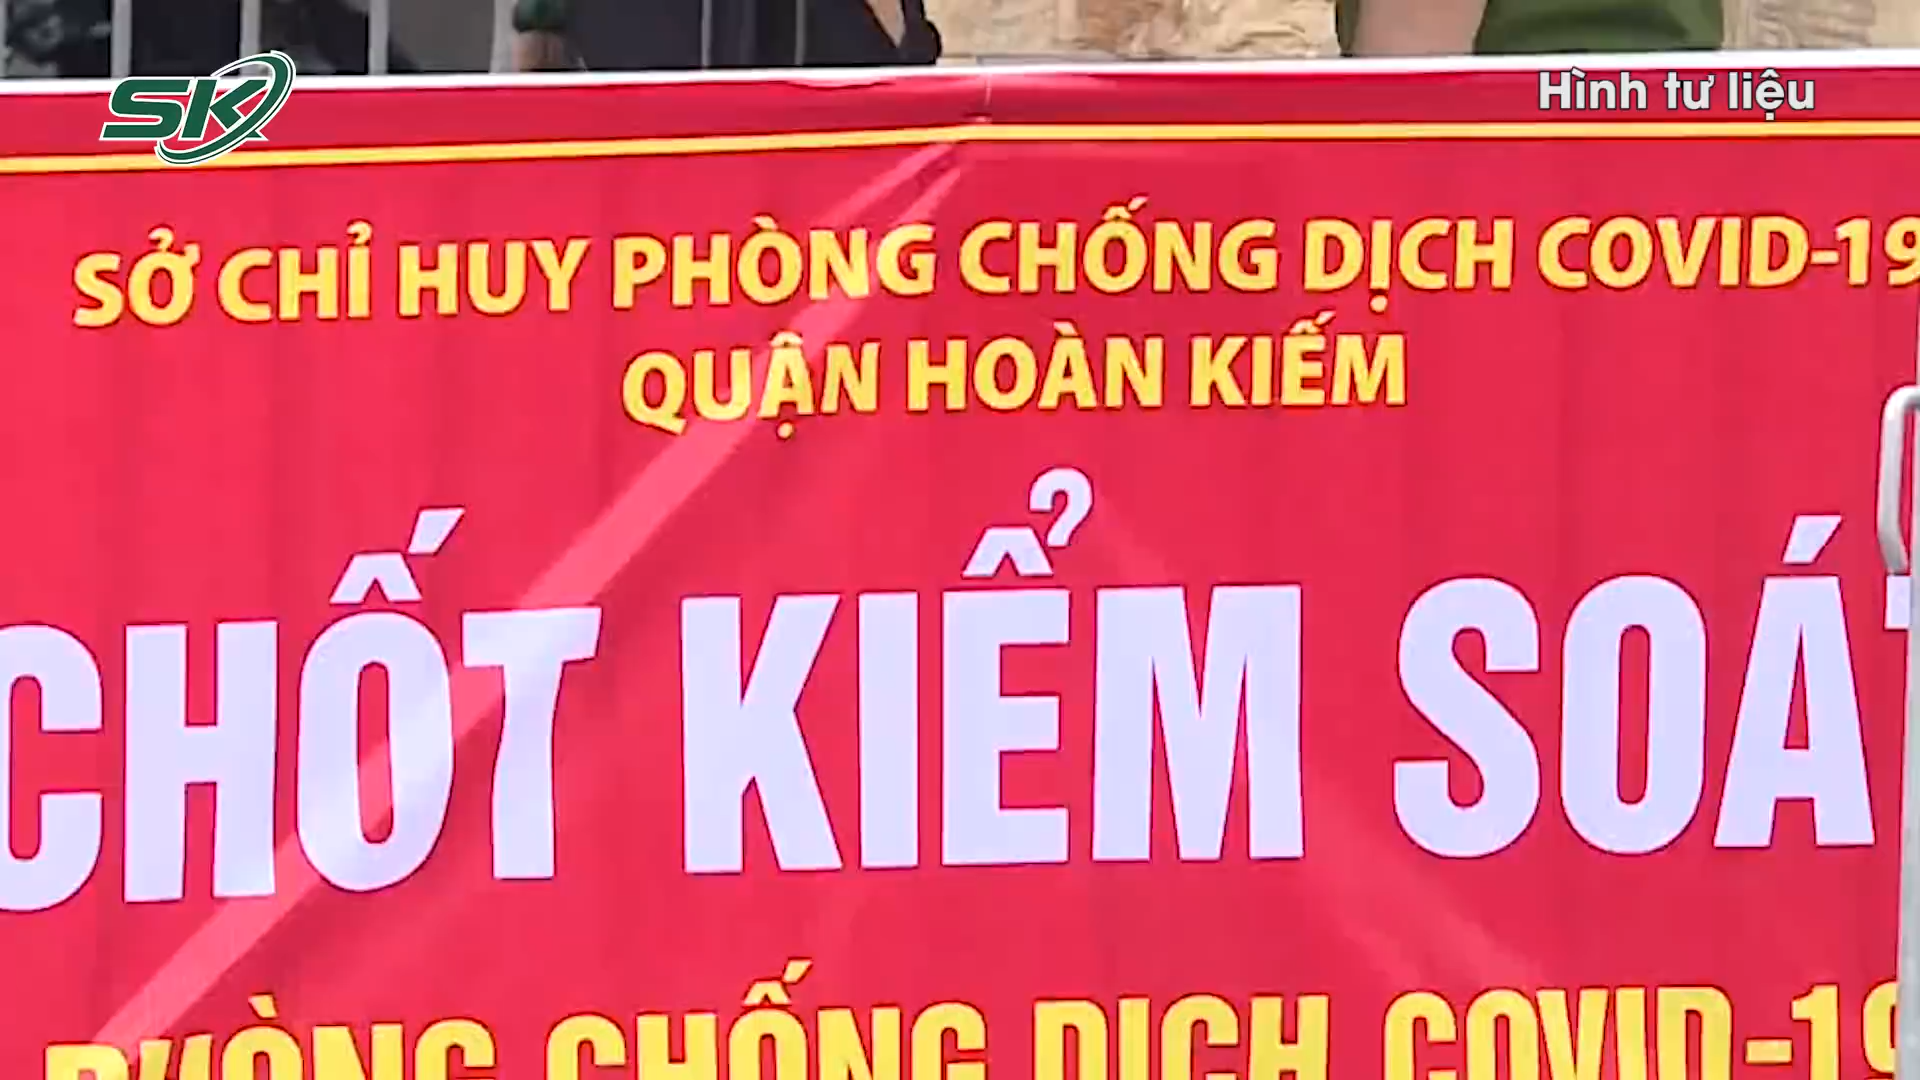 SK
Hình tư liệu
SỞ CHỈ HUY PHÒNG CHỐNG DỊCH COVID-19
QUẬN HOÀN KIẾM
CHỐT KIỂM SOÁT
PHÒNG CHỐNG DỊCH COVID-19